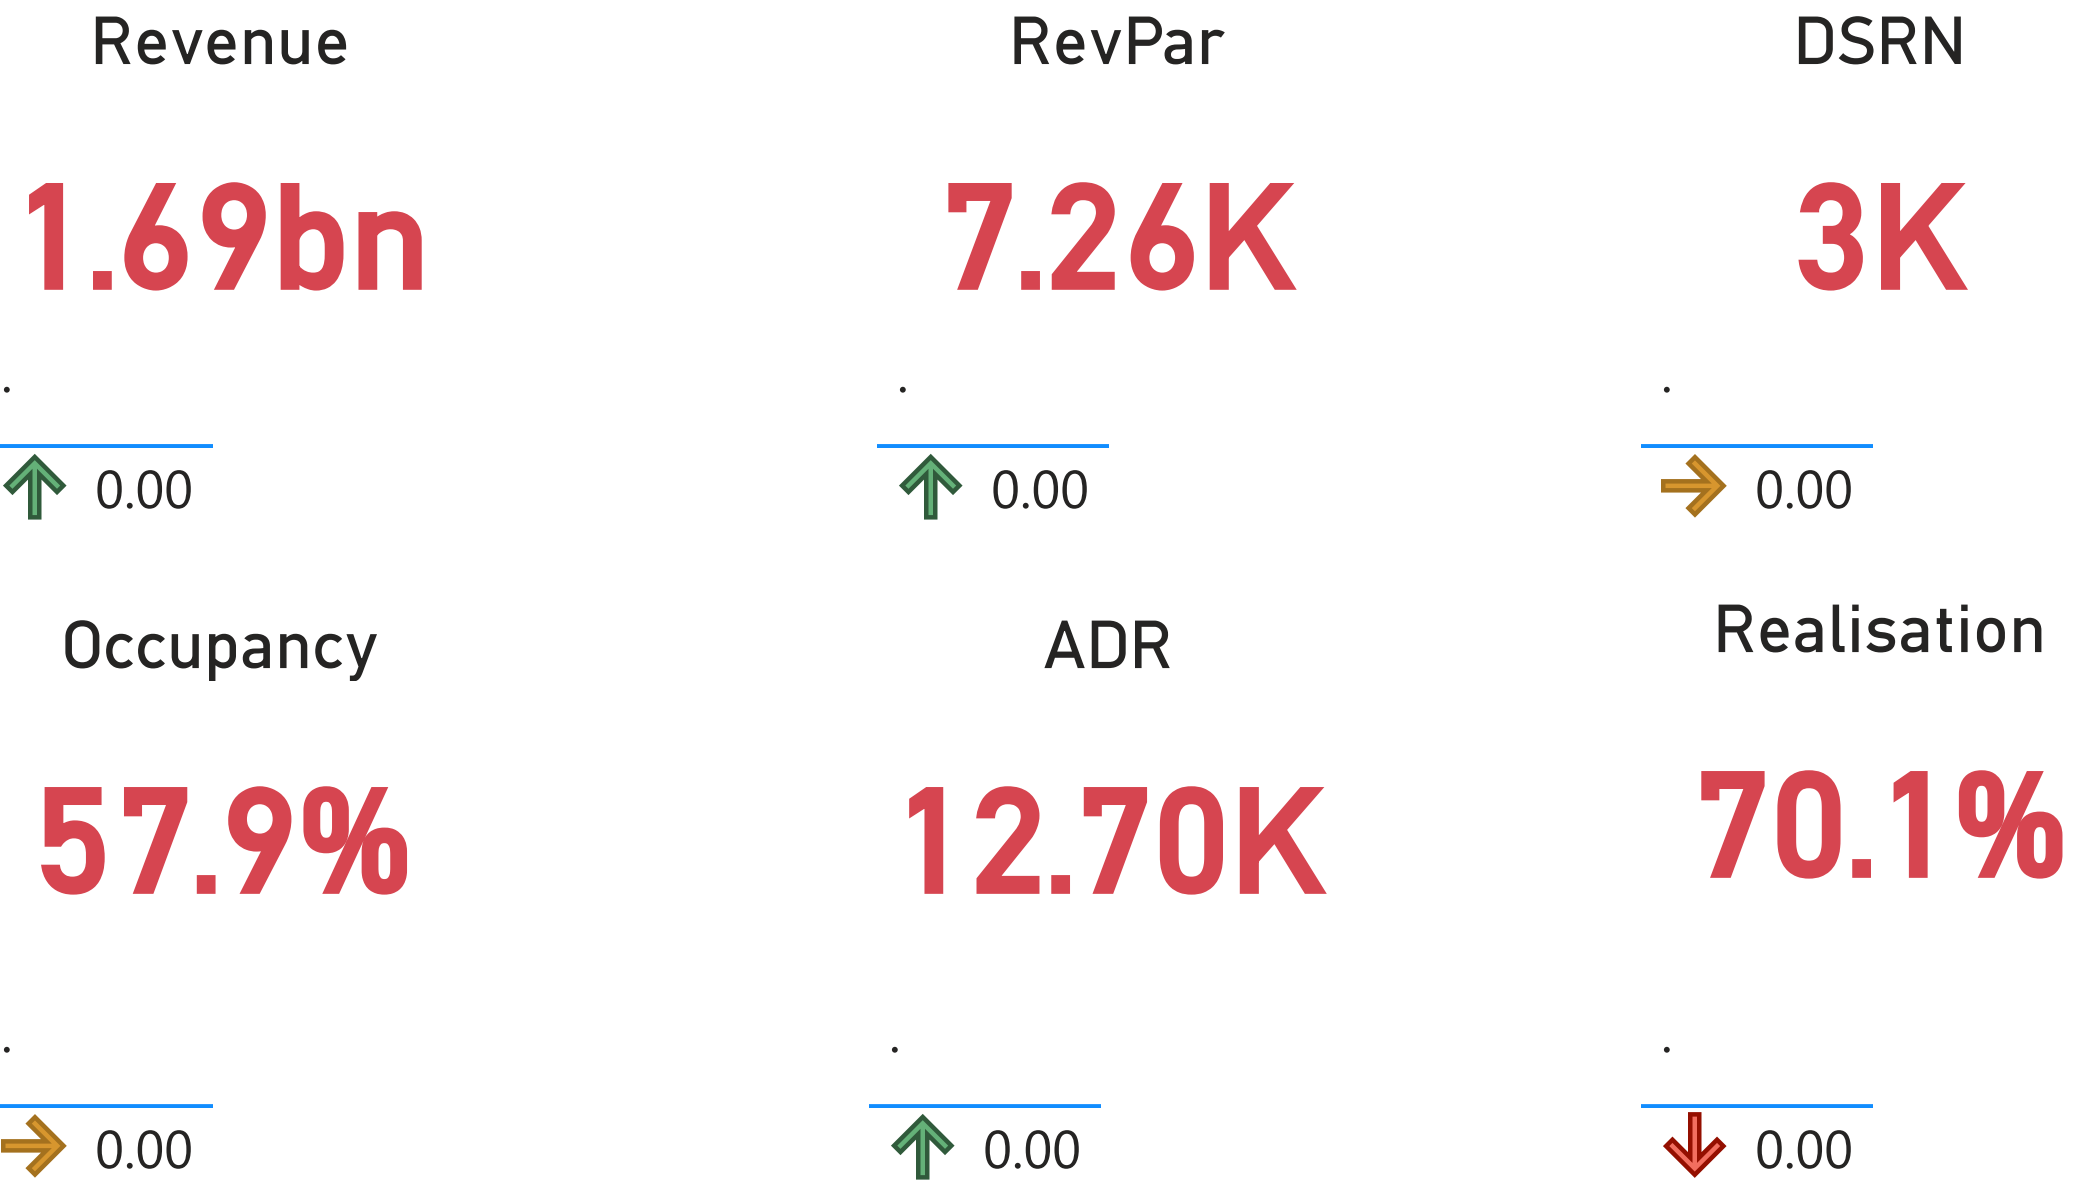 Revenue RevPar DSRN
1.69bn 7.26K 3K
. . .
0.00 0.00 0.00
Occupancy ADR Realisation
57.9% 12.70K 70.1%
. . .
0.00 0.00 0.00